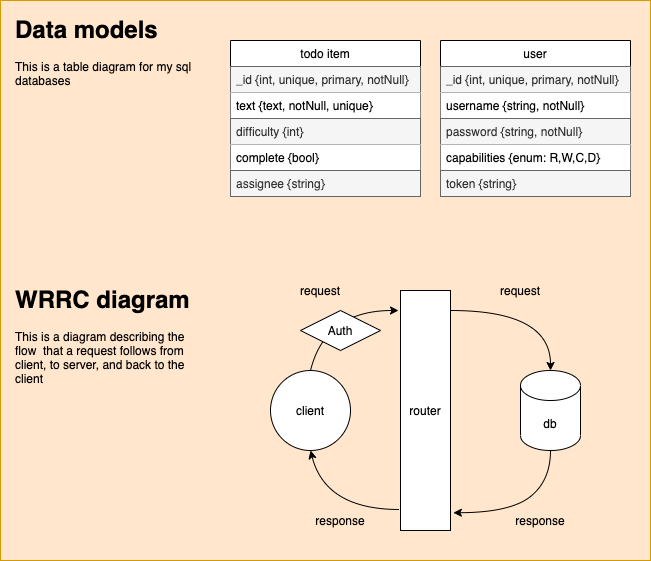 Data models
This is a table diagram for my sql
databases
todo item
_id {int, unique, primary, notNull}
text {text, notNull, unique}
difficulty {int}
complete {bool}
assignee {string}
user
_id {int, unique, primary, notNull}
username {string, notNull}
password {string, notNull}
capabilities {enum: R,W,C,D}
token {string}
WRRC diagram
This is a diagram describing the
flow  that a request follows from
client, to server, and back to the
client
request
request
Auth
client
router
db
response
response